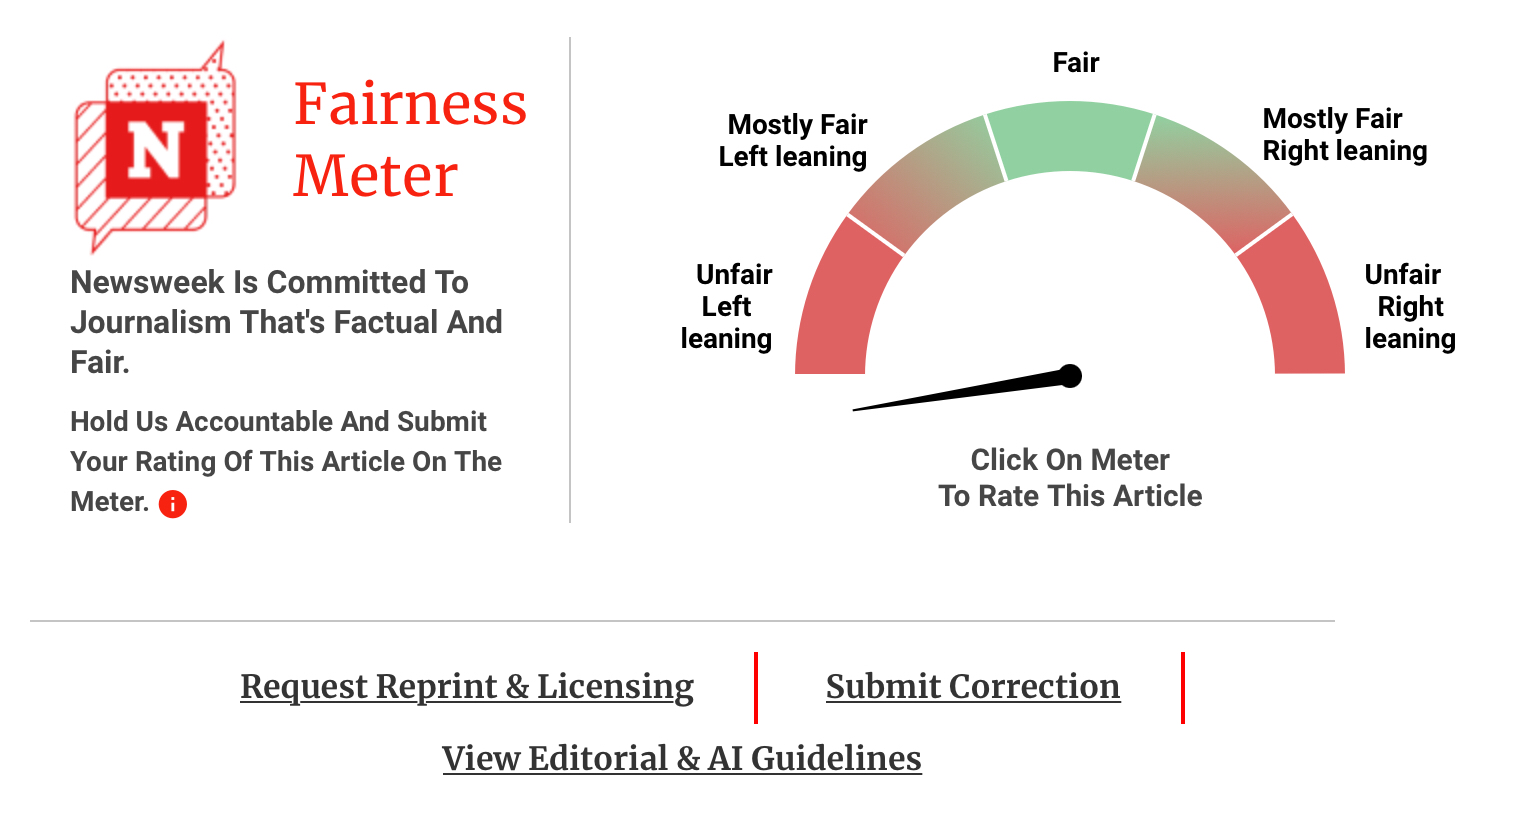 N
Fairness
Meter
Newsweek Is Committed To
Journalism That's Factual And
Fair.
Hold Us Accountable And Submit
Your Rating Of This Article On The
Meter. i
Fair
Mostly Fair
Left leaning
Mostly Fair
Right leaning
Unfair
Left
leaning
Unfair
Right
leaning
Click On Meter
To Rate This Article
Request Reprint & Licensing
Submit Correction
View Editorial & AI Guidelines